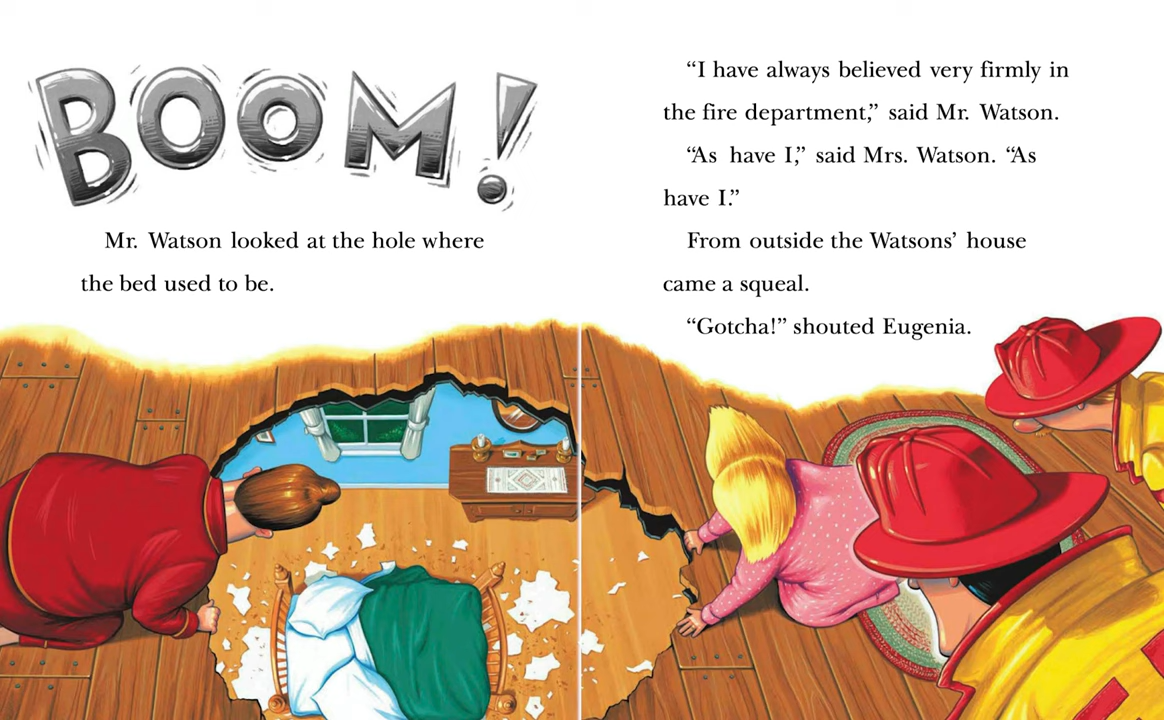 BOOM!
Mr. Watson looked at the hole where
the bed used to be.
“I have always believed very firmly in
the fire department,” said Mr. Watson.
“As have I,” said Mrs. Watson. “As
have I.”
From outside the Watsons’ house
came a squeal.
“Gotcha!” shouted Eugenia.